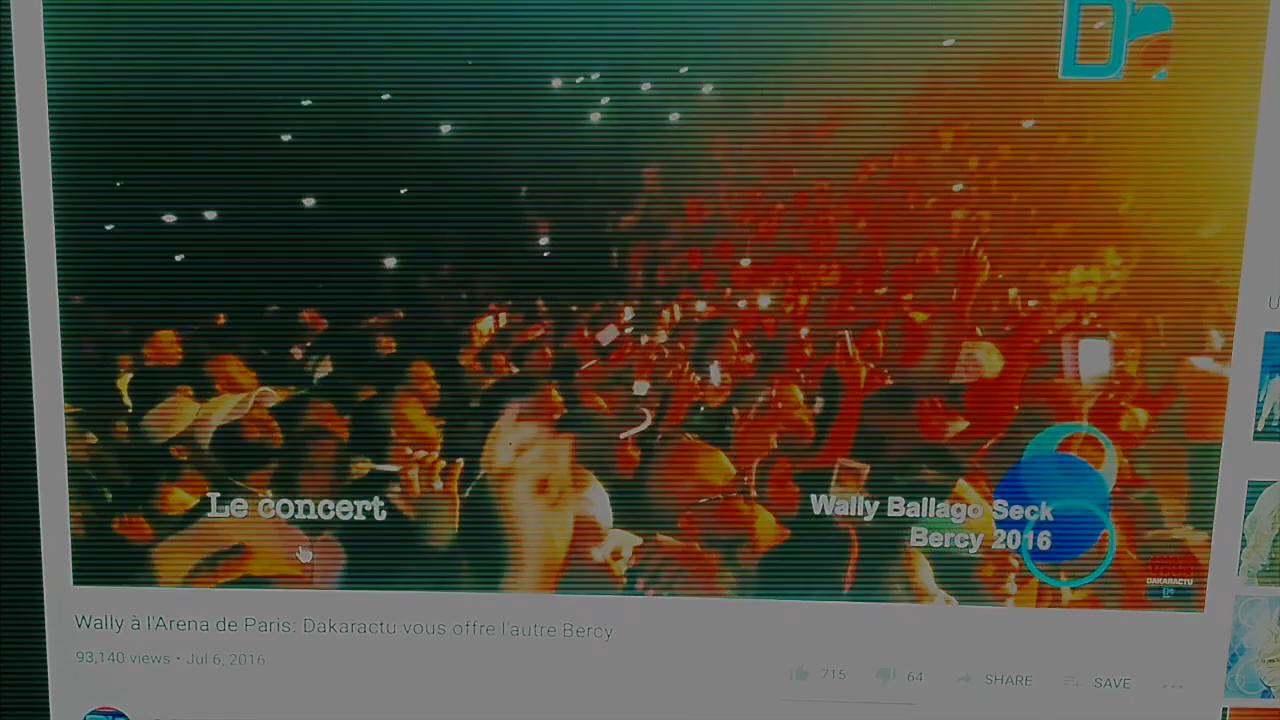 D
Le concert
Wally Ballago Seck
Bercy 2016
DAKARACTU
Wally à l'Arena de Paris: Dakaractu vous offre l'autre Bercy
93,140 views • Jul 6, 2016
715
64
SHARE
SAVE
U